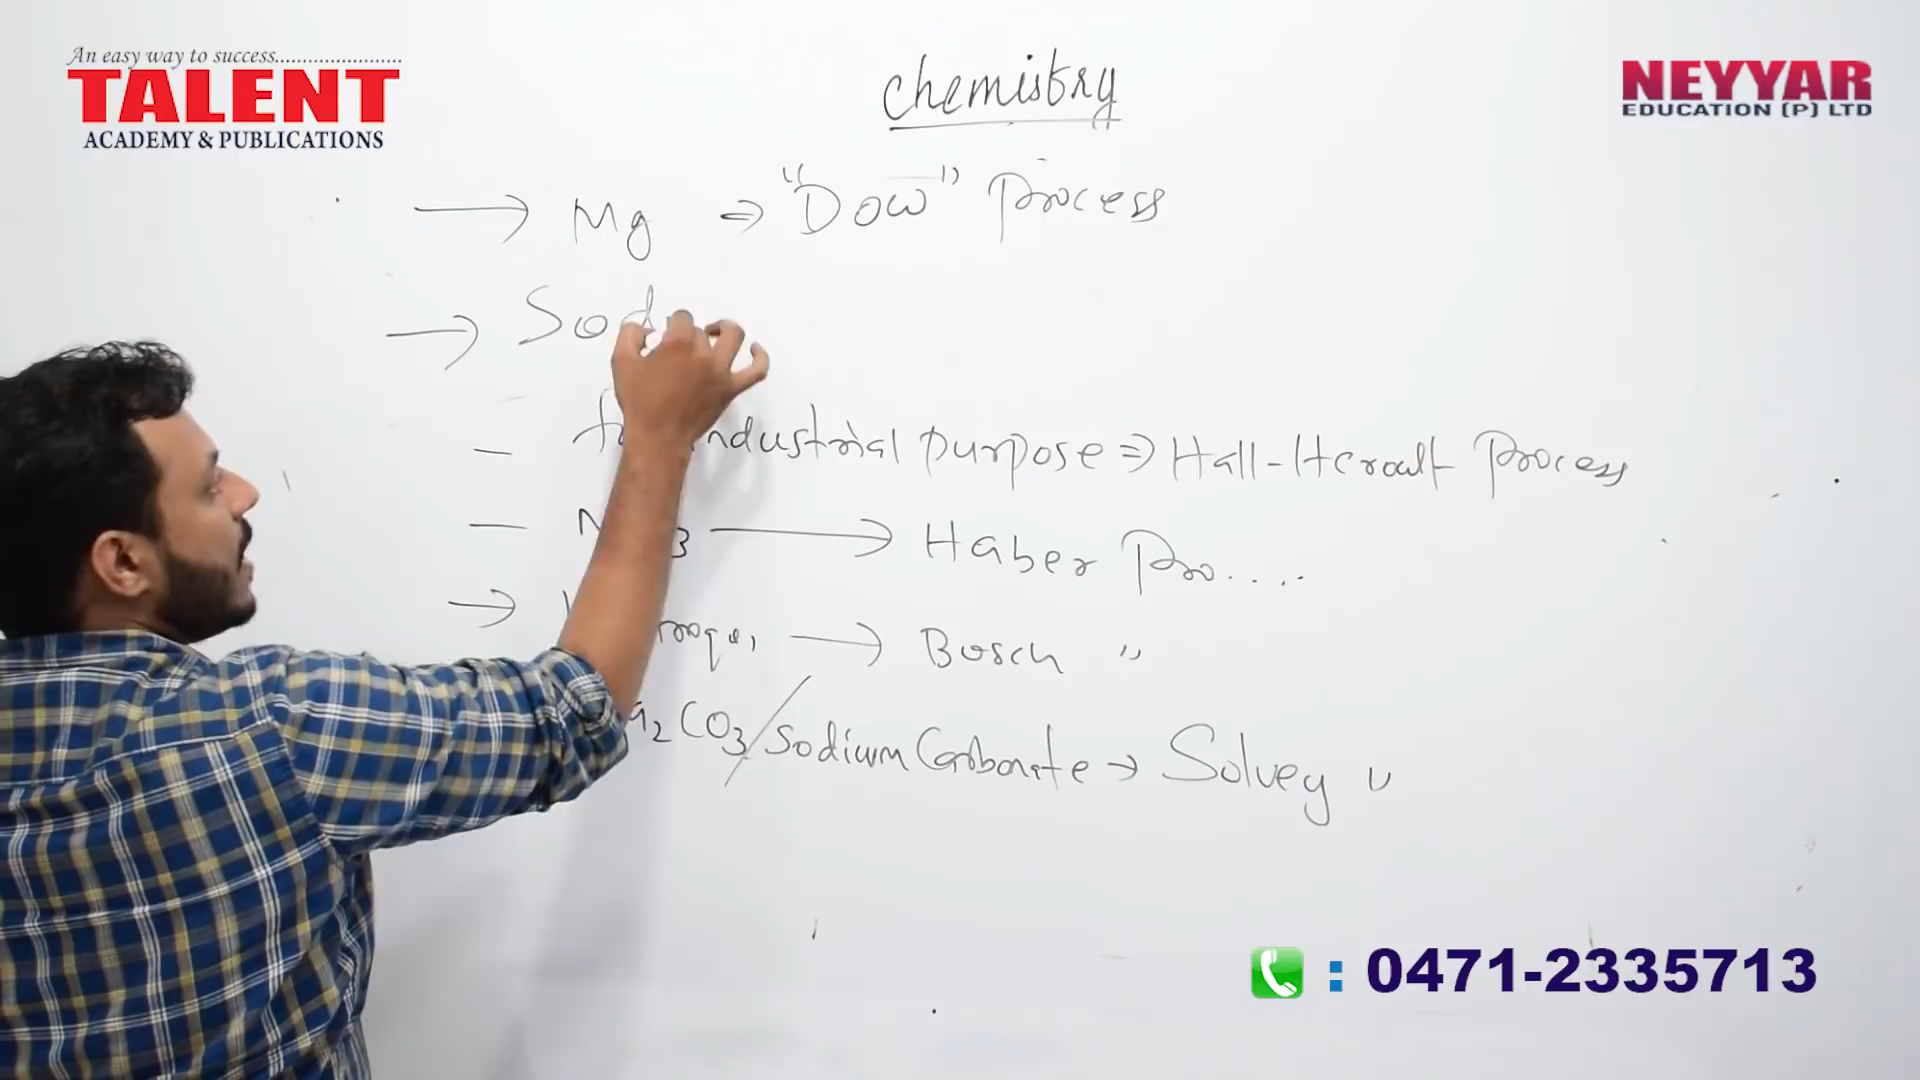 An easy way to success.......................
TALENT
ACADEMY & PUBLICATIONS
NEYYAR
EDUCATION (P) LTD
Chemistry
→ Mg ⇒ "Dow" Process
→ Sod
- industrial purpose ⇒ Hall-Heroult Process
- 3 → Haber Pro....
→ → Bosch "
2CO3/Sodium Carbonate → Solvey "
: 0471-2335713